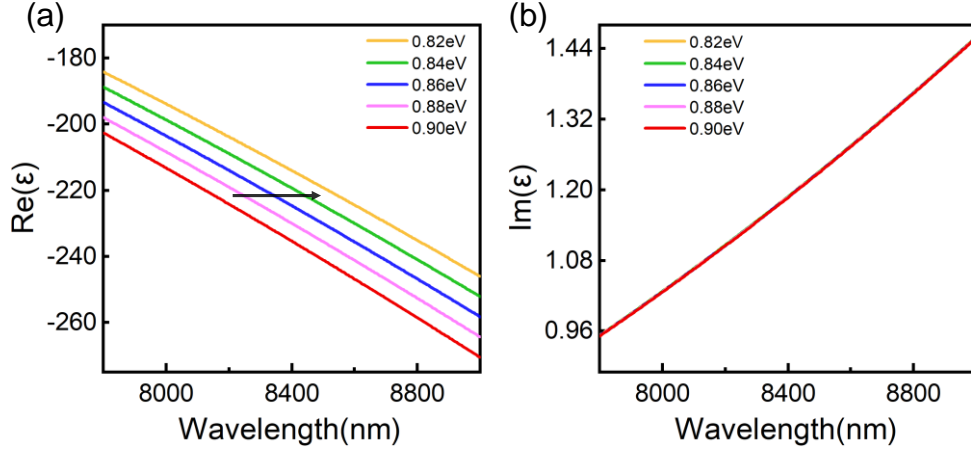 (a)
Re(ε)
-180
-200
-220
-240
-260
0.82eV
0.84eV
0.86eV
0.88eV
0.90eV
8000 8400 8800
Wavelength(nm)
(b)
Im(ε)
1.44
1.32
1.20
1.08
0.96
0.82eV
0.84eV
0.86eV
0.88eV
0.90eV
8000 8400 8800
Wavelength(nm)